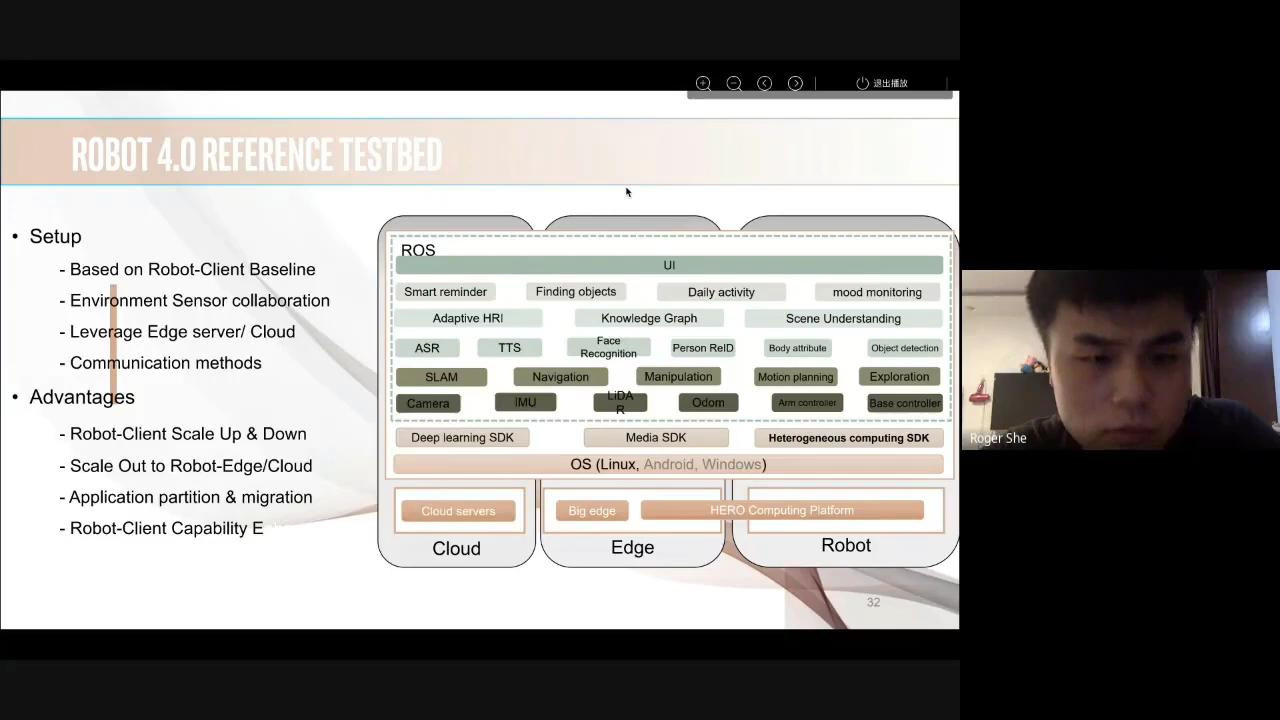 退出播放
ROBOT 4.0 REFERENCE TESTBED
• Setup
- Based on Robot-Client Baseline
- Environment Sensor collaboration
- Leverage Edge server/ Cloud
- Communication methods
• Advantages
- Robot-Client Scale Up & Down
- Scale Out to Robot-Edge/Cloud
- Application partition & migration
- Robot-Client Capability E
ROS
UI
Smart reminder Finding objects Daily activity mood monitoring
Adaptive HRI Knowledge Graph Scene Understanding
ASR TTS Face Recognition Person ReID Body attribute Object detection
SLAM Navigation Manipulation Motion planning Exploration
Camera IMU LiDAR Odom Arm controller Base controller
Deep learning SDK Media SDK Heterogeneous computing SDK
OS (Linux, Android, Windows)
Cloud servers Big edge HERO Computing Platform
Cloud Edge Robot
32
Roger She